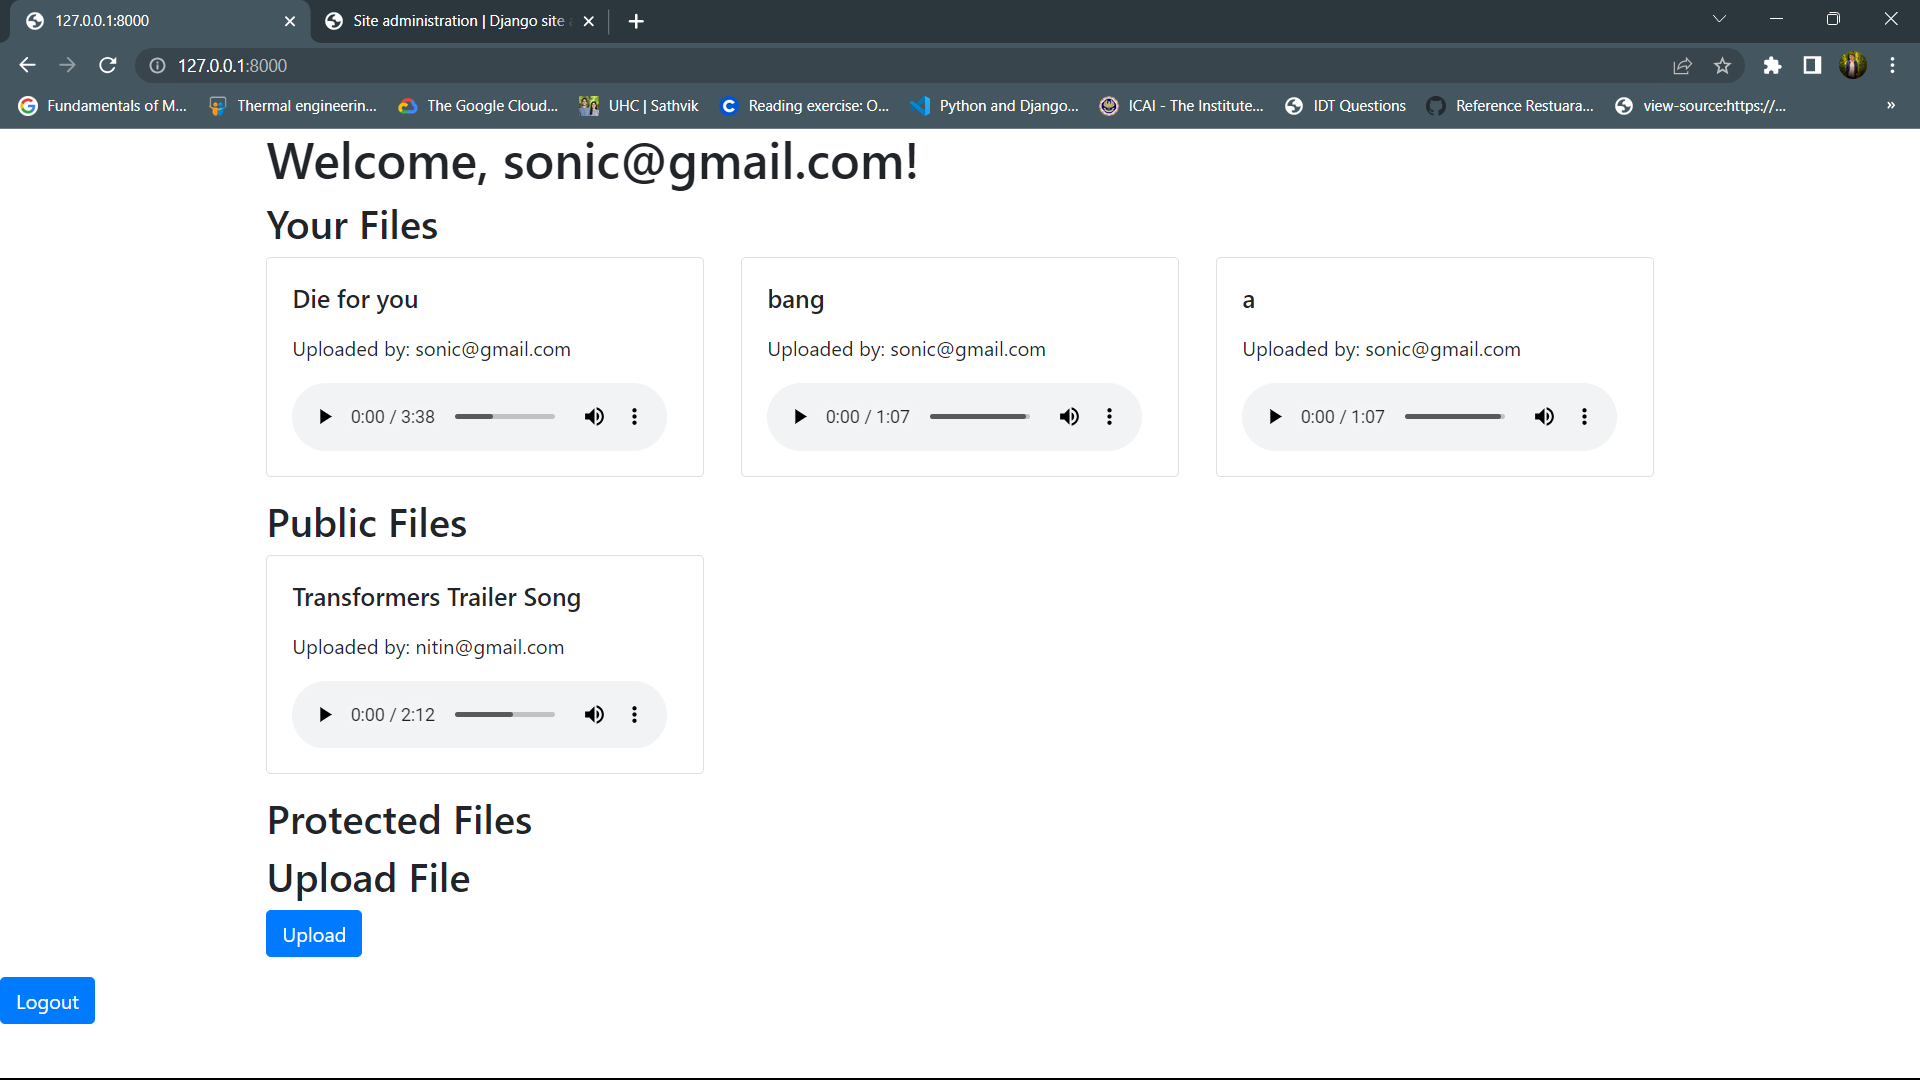 127.0.0.1:8000
Site administration | Django site a
127.0.0.1:8000
Fundamentals of M...
Thermal engineerin...
The Google Cloud...
UHC | Sathvik
Reading exercise: O...
Python and Django...
ICAI - The Institute...
IDT Questions
Reference Restuara...
view-source:https://...
»
Welcome, sonic@gmail.com!
Your Files
Die for you
Uploaded by: sonic@gmail.com
0:00 / 3:38
bang
Uploaded by: sonic@gmail.com
0:00 / 1:07
a
Uploaded by: sonic@gmail.com
0:00 / 1:07
Public Files
Transformers Trailer Song
Uploaded by: nitin@gmail.com
0:00 / 2:12
Protected Files
Upload File
Upload
Logout